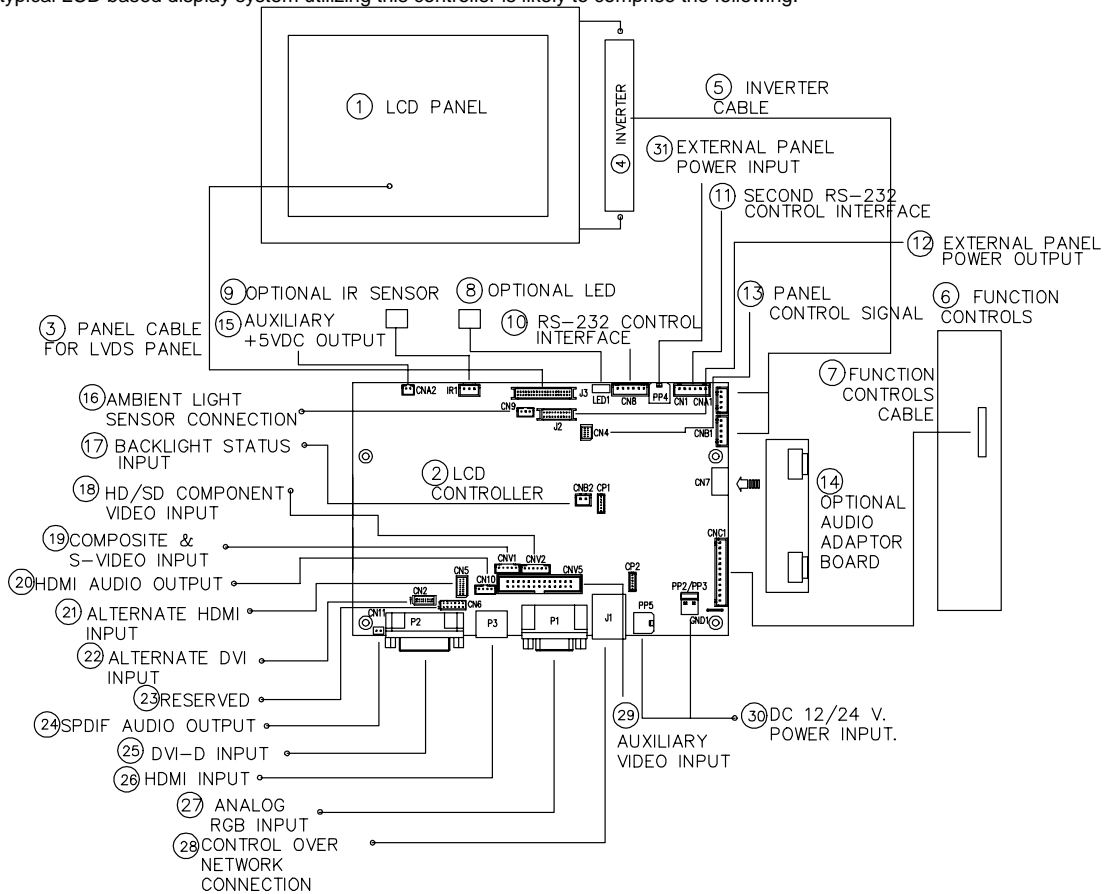 typical LCD based display system utilizing this controller is likely to comprise the following:
1 LCD PANEL
4 INVERTER
5 INVERTER
CABLE
31 EXTERNAL PANEL
POWER INPUT
11 SECOND RS-232
CONTROL INTERFACE
12 EXTERNAL PANEL
POWER OUTPUT
9 OPTIONAL IR SENSOR
8 OPTIONAL LED
13 PANEL
CONTROL SIGNAL
6 FUNCTION
CONTROLS
3 PANEL CABLE
FOR LVDS PANEL
15 AUXILIARY
+5VDC OUTPUT
10 RS-232 CONTROL
INTERFACE
7 FUNCTION
CONTROLS
CABLE
CNA2
IR1
J3
LED1
CN8
PP4
CN1
CNA1
16 AMBIENT LIGHT
SENSOR CONNECTION
CN9
J2
CN4
CNB1
17 BACKLIGHT STATUS
INPUT
2 LCD
CONTROLLER
CNB2
CP1
CN7
14
OPTIONAL
AUDIO
ADAPTOR
BOARD
18 HD/SD COMPONENT
VIDEO INPUT
19 COMPOSITE &
S-VIDEO INPUT
CNV1
CNV2
CNV5
CNC1
20 HDMI AUDIO OUTPUT
CN5
CN10
CP2
PP2/PP3
21 ALTERNATE HDMI
INPUT
CN2
CN6
CN11
P2
P3
P1
J1
PP5
GND1
22 ALTERNATE DVI
INPUT
23 RESERVED
24 SPDIF AUDIO OUTPUT
25 DVI-D INPUT
26 HDMI INPUT
27 ANALOG
RGB INPUT
28 CONTROL OVER
NETWORK
CONNECTION
29
AUXILIARY
VIDEO INPUT
30 DC 12/24 V.
POWER INPUT.